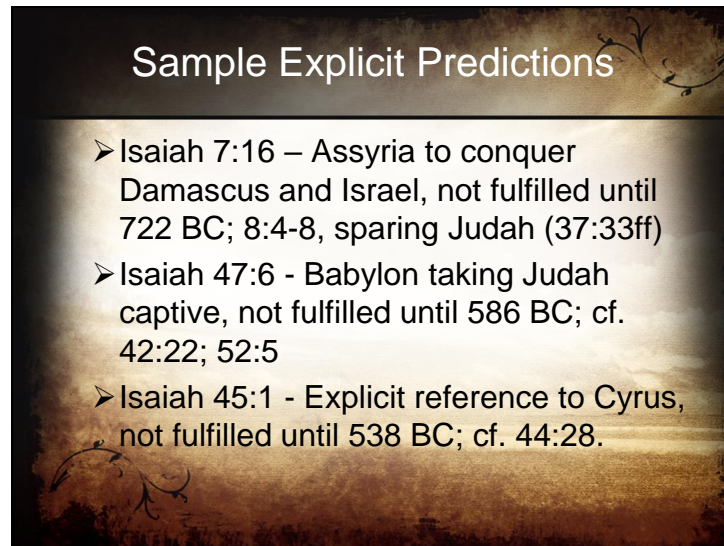 Sample Explicit Predictions
➢Isaiah 7:16 – Assyria to conquer
Damascus and Israel, not fulfilled until
722 BC; 8:4-8, sparing Judah (37:33ff)
➢Isaiah 47:6 - Babylon taking Judah
captive, not fulfilled until 586 BC; cf.
42:22; 52:5
➢Isaiah 45:1 - Explicit reference to Cyrus,
not fulfilled until 538 BC; cf. 44:28.